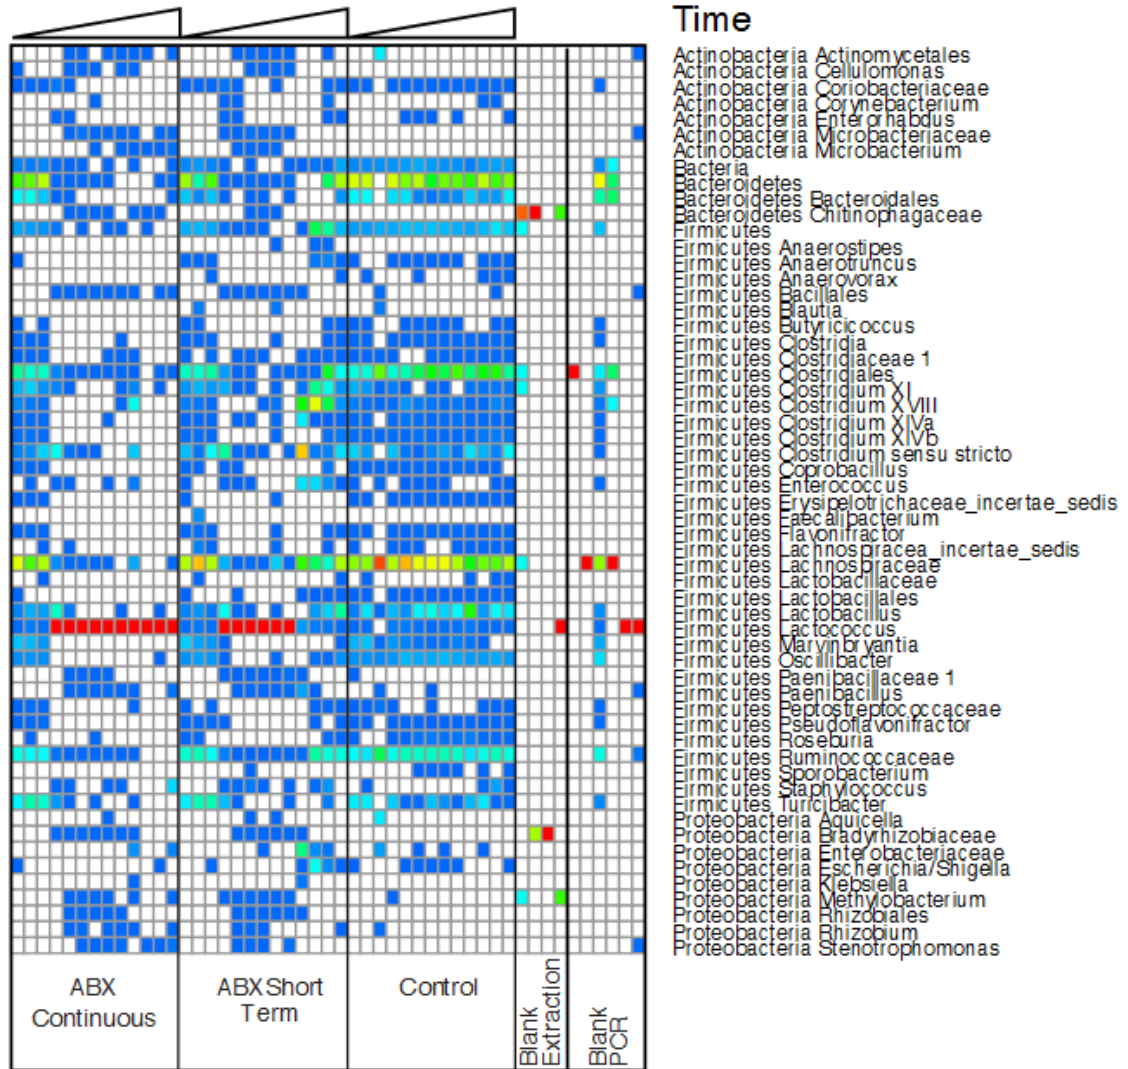 Time
Actinobacteria Actinomycetales
Actinobacteria Cellulomonas
Actinobacteria Coriobacteriaceae
Actinobacteria Corynebacterium
Actinobacteria Enterorhabdus
Actinobacteria Microbacteriaceae
Actinobacteria Microbacterium
Bacteria
Bacteroidetes
Bacteroidetes Bacteroidales
Bacteroidetes Chitinophagaceae
Firmicutes
Firmicutes Anaerostipes
Firmicutes Anaerotruncus
Firmicutes Anaerovorax
Firmicutes Bacillales
Firmicutes Blautia
Firmicutes Butyricicoccus
Firmicutes Clostridia
Firmicutes Clostridiaceae 1
Firmicutes Clostridiales
Firmicutes Clostridium XI
Firmicutes Clostridium XVIII
Firmicutes Clostridium XIVa
Firmicutes Clostridium XIVb
Firmicutes Clostridium sensu stricto
Firmicutes Coprobacillus
Firmicutes Enterococcus
Firmicutes Erysipelotrichaceae_incertae_sedis
Firmicutes Faecalibacterium
Firmicutes Flavonifractor
Firmicutes Lachnospiracea_incertae_sedis
Firmicutes Lachnospiraceae
Firmicutes Lactobacillaceae
Firmicutes Lactobacillales
Firmicutes Lactobacillus
Firmicutes Lactococcus
Firmicutes Marvinbryantia
Firmicutes Oscillibacter
Firmicutes Paenibacillaceae 1
Firmicutes Paenibacillus
Firmicutes Peptostreptococcaceae
Firmicutes Pseudoflavonifractor
Firmicutes Roseburia
Firmicutes Ruminococcaceae
Firmicutes Sporobacterium
Firmicutes Staphylococcus
Firmicutes Turicibacter
Proteobacteria Aquicella
Proteobacteria Bradyrhizobiaceae
Proteobacteria Enterobacteriaceae
Proteobacteria Escherichia/Shigella
Proteobacteria Klebsiella
Proteobacteria Methylobacterium
Proteobacteria Rhizobiales
Proteobacteria Rhizobium
Proteobacteria Stenotrophomonas
ABX
Continuous
ABX Short
Term
Control
Blank
Extraction
Blank
PCR